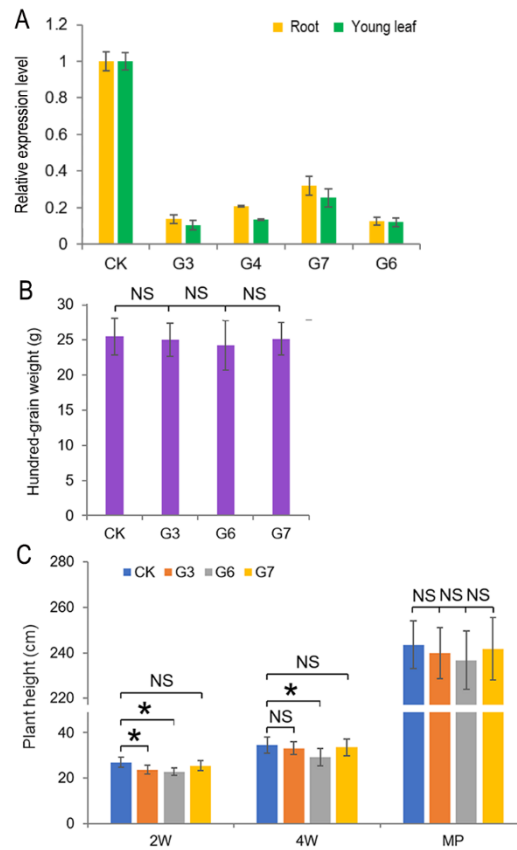 A
Relative expression level
1.2
1
0.8
0.6
0.4
0.2
0
Root
Young leaf
CK G3 G4 G7 G6
B
Hundred-grain weight (g)
30
25
20
15
10
5
0
NS NS NS
CK G3 G6 G7
C
Plant height (cm)
280
260
240
220
40
20
0
CK G3 G6 G7
NS
*
*
NS
*
NS
NS NS NS
2W 4W MP